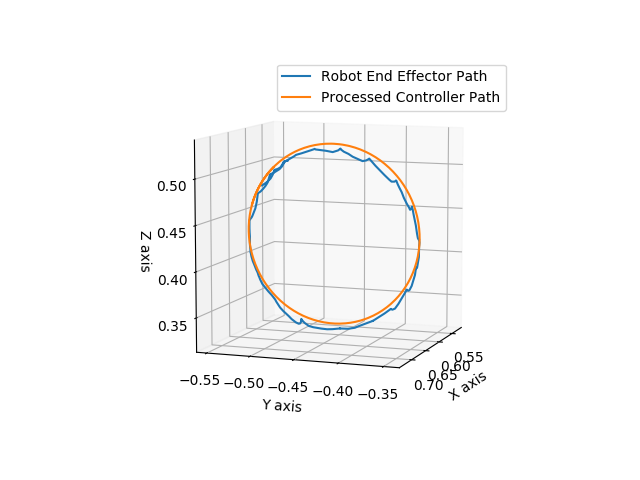 Robot End Effector Path
Processed Controller Path
0.50
0.45
0.40
0.35
Z axis
−0.55
−0.50
−0.45
−0.40
−0.35
Y axis
0.55
0.60
0.65
0.70
X axis